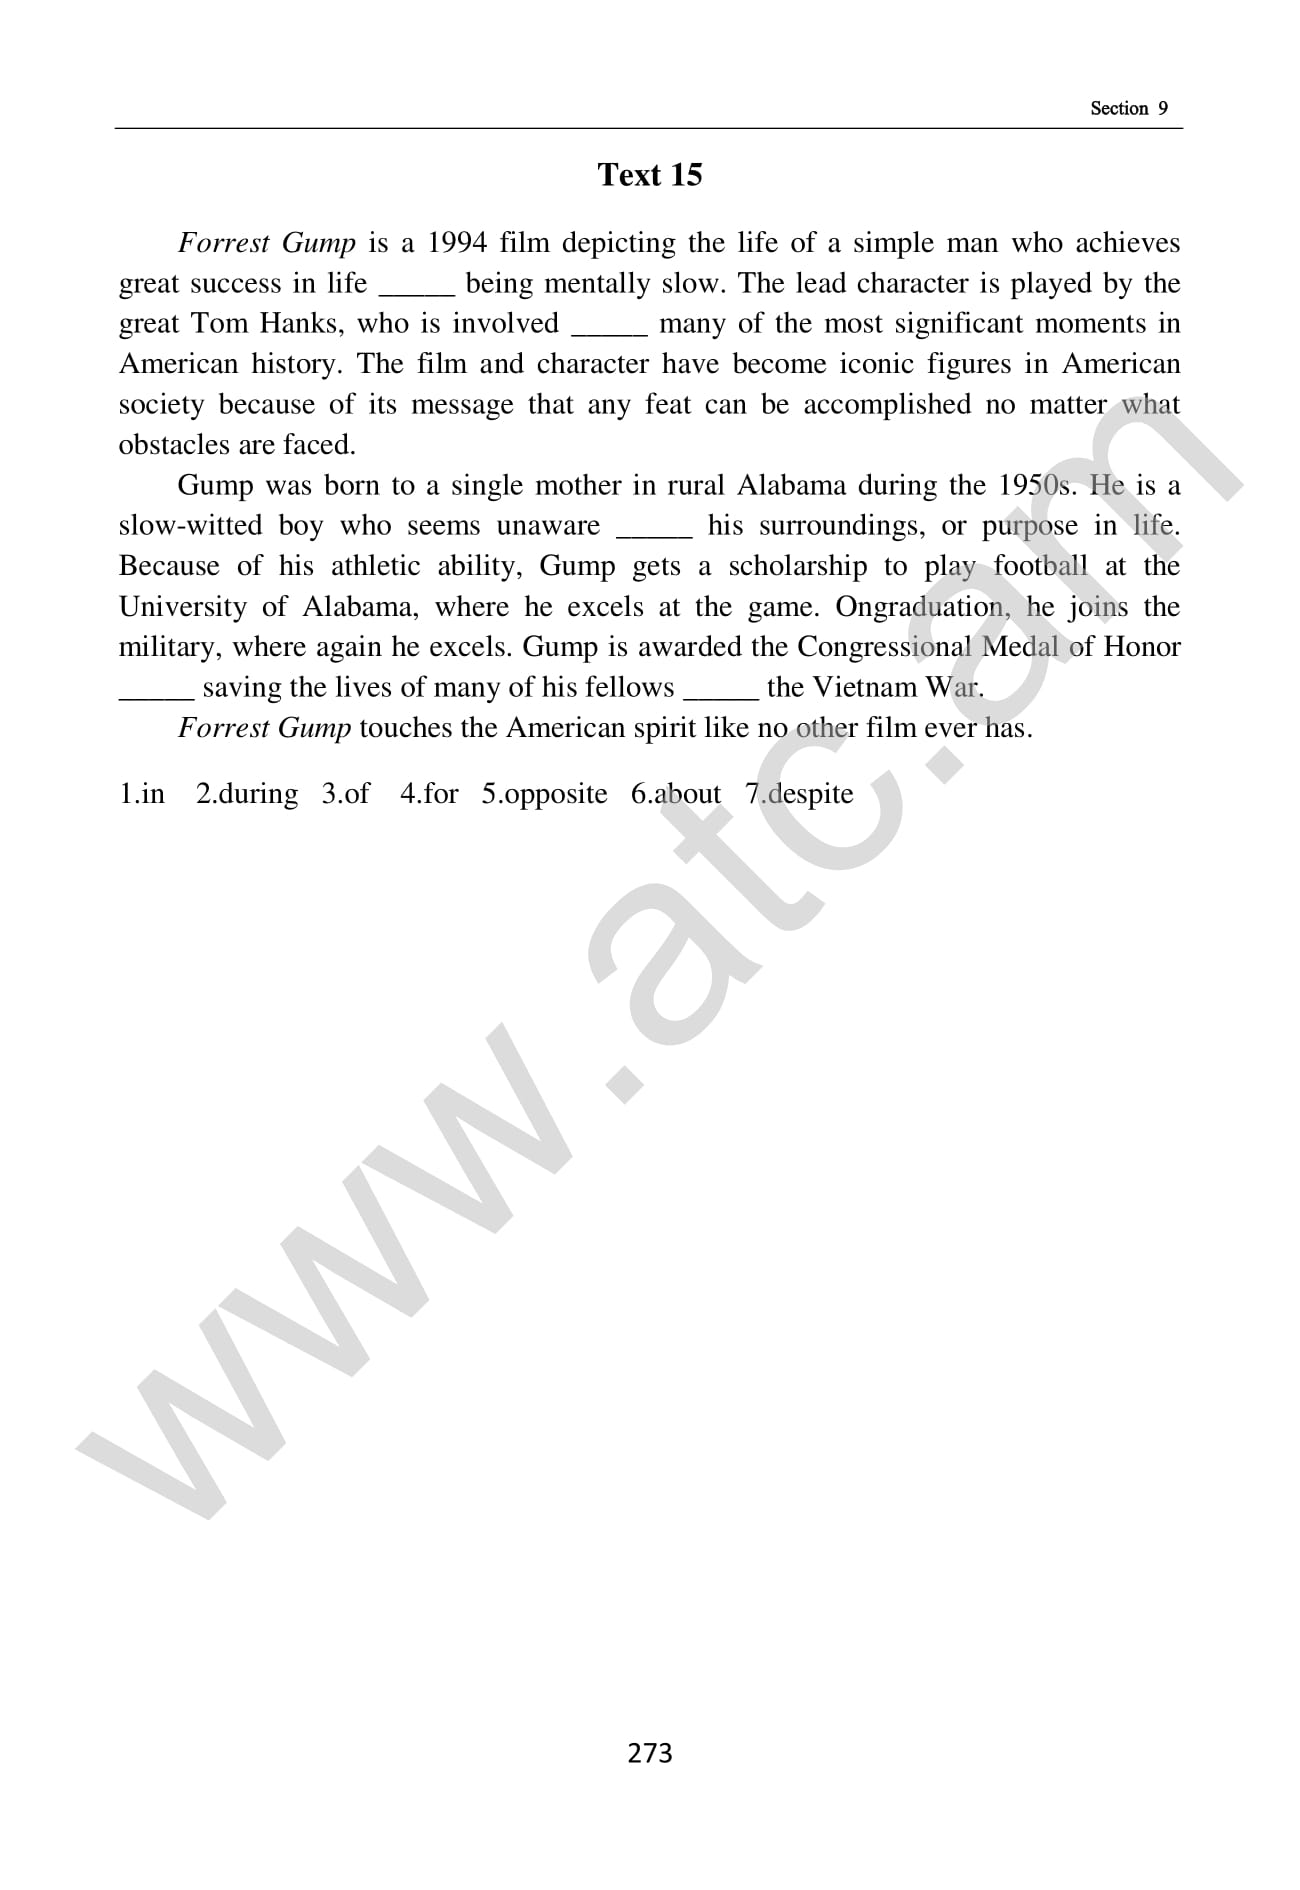 Section 9
Text 15
Forrest Gump is a 1994 film depicting the life of a simple man who achieves
great success in life _____ being mentally slow. The lead character is played by the
great Tom Hanks, who is involved _____ many of the most significant moments in
American history. The film and character have become iconic figures in American
society because of its message that any feat can be accomplished no matter what
obstacles are faced.
Gump was born to a single mother in rural Alabama during the 1950s. He is a
slow-witted boy who seems unaware _____ his surroundings, or purpose in life.
Because of his athletic ability, Gump gets a scholarship to play football at the
University of Alabama, where he excels at the game. Ongraduation, he joins the
military, where again he excels. Gump is awarded the Congressional Medal of Honor
_____ saving the lives of many of his fellows _____ the Vietnam War.
Forrest Gump touches the American spirit like no other film ever has.
1.in 2.during 3.of 4.for 5.opposite 6.about 7.despite
www.atc.am
273